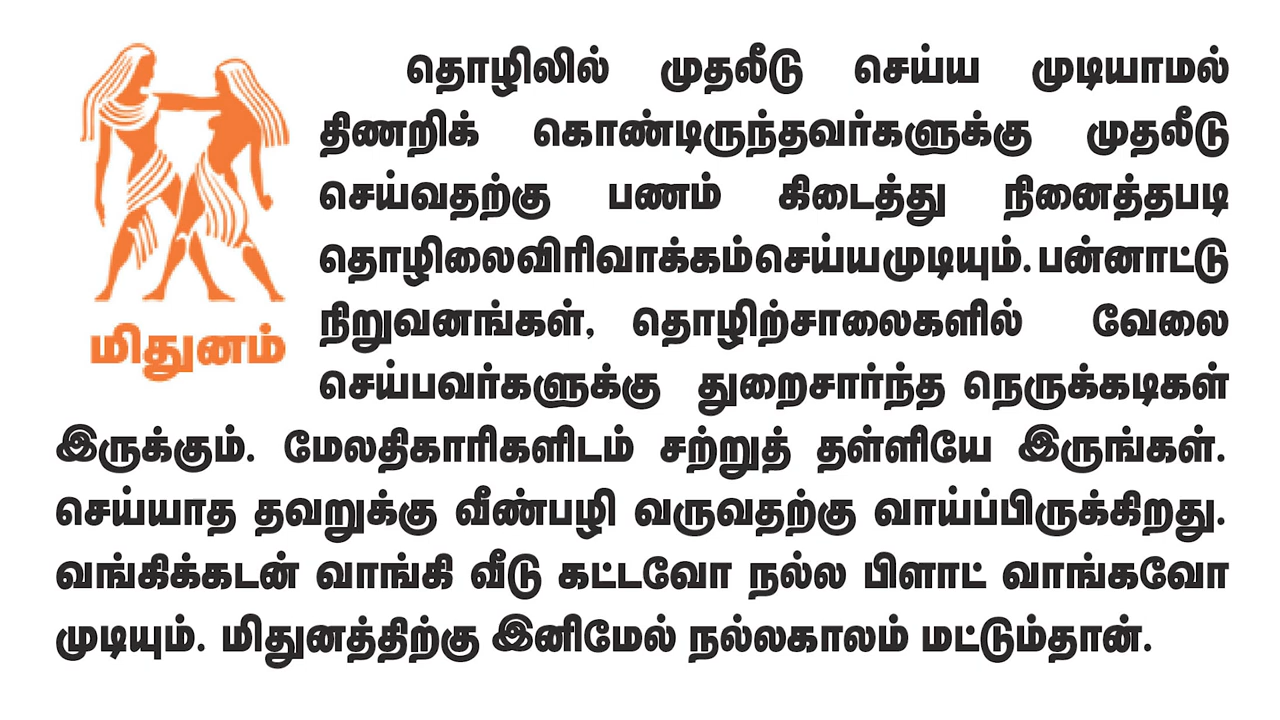 தொழிலில் முதலீடு செய்ய முடியாமல்
திணறிக் கொண்டிருந்தவர்களுக்கு முதலீடு
செய்வதற்கு பணம் கிடைத்து நினைத்தபடி
தொழிலைவிரிவாக்கம்செய்யமுடியும். பன்னாட்டு
நிறுவனங்கள், தொழிற்சாலைகளில் வேலை
செய்பவர்களுக்கு துறைசார்ந்த நெருக்கடிகள்
இருக்கும். மேலதிகாரிகளிடம் சற்றுத் தள்ளியே இருங்கள்.
செய்யாத தவறுக்கு வீண்பழி வருவதற்கு வாய்ப்பிருக்கிறது.
வங்கிக்கடன் வாங்கி வீடு கட்டவோ நல்ல பிளாட் வாங்கவோ
முடியும். மிதுனத்திற்கு இனிமேல் நல்லகாலம் மட்டும்தான்.
மிதுனம்